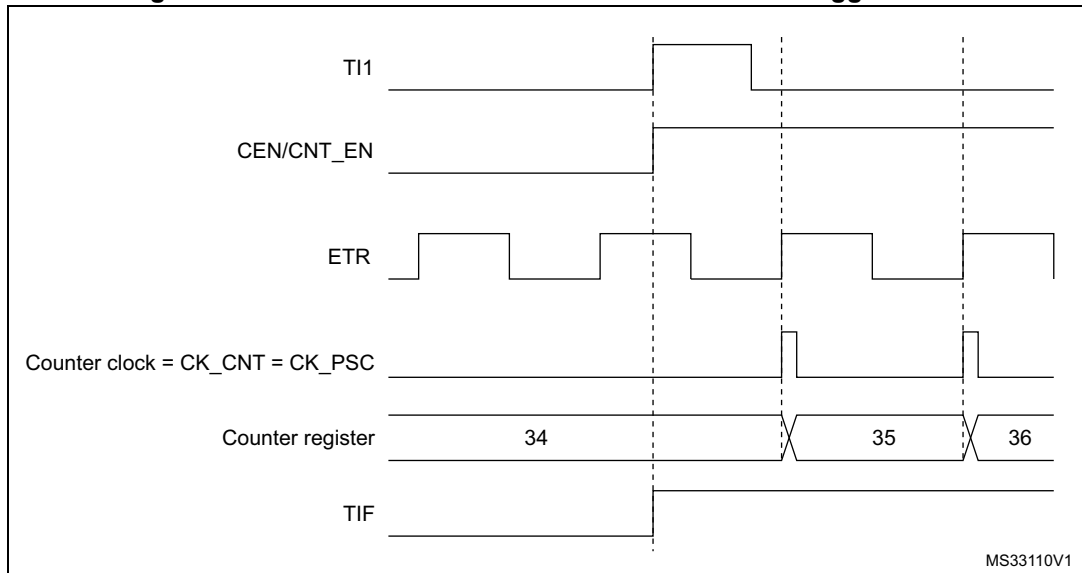 TI1
CEN/CNT_EN
ETR
Counter clock = CK_CNT = CK_PSC
Counter register 34 35 36
TIF
MS33110V1